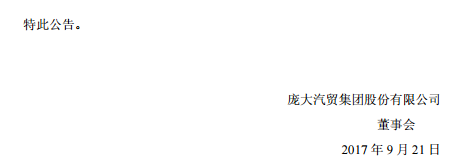 特此公告。
庞大汽贸集团股份有限公司
董事会
2017 年 9 月 21 日